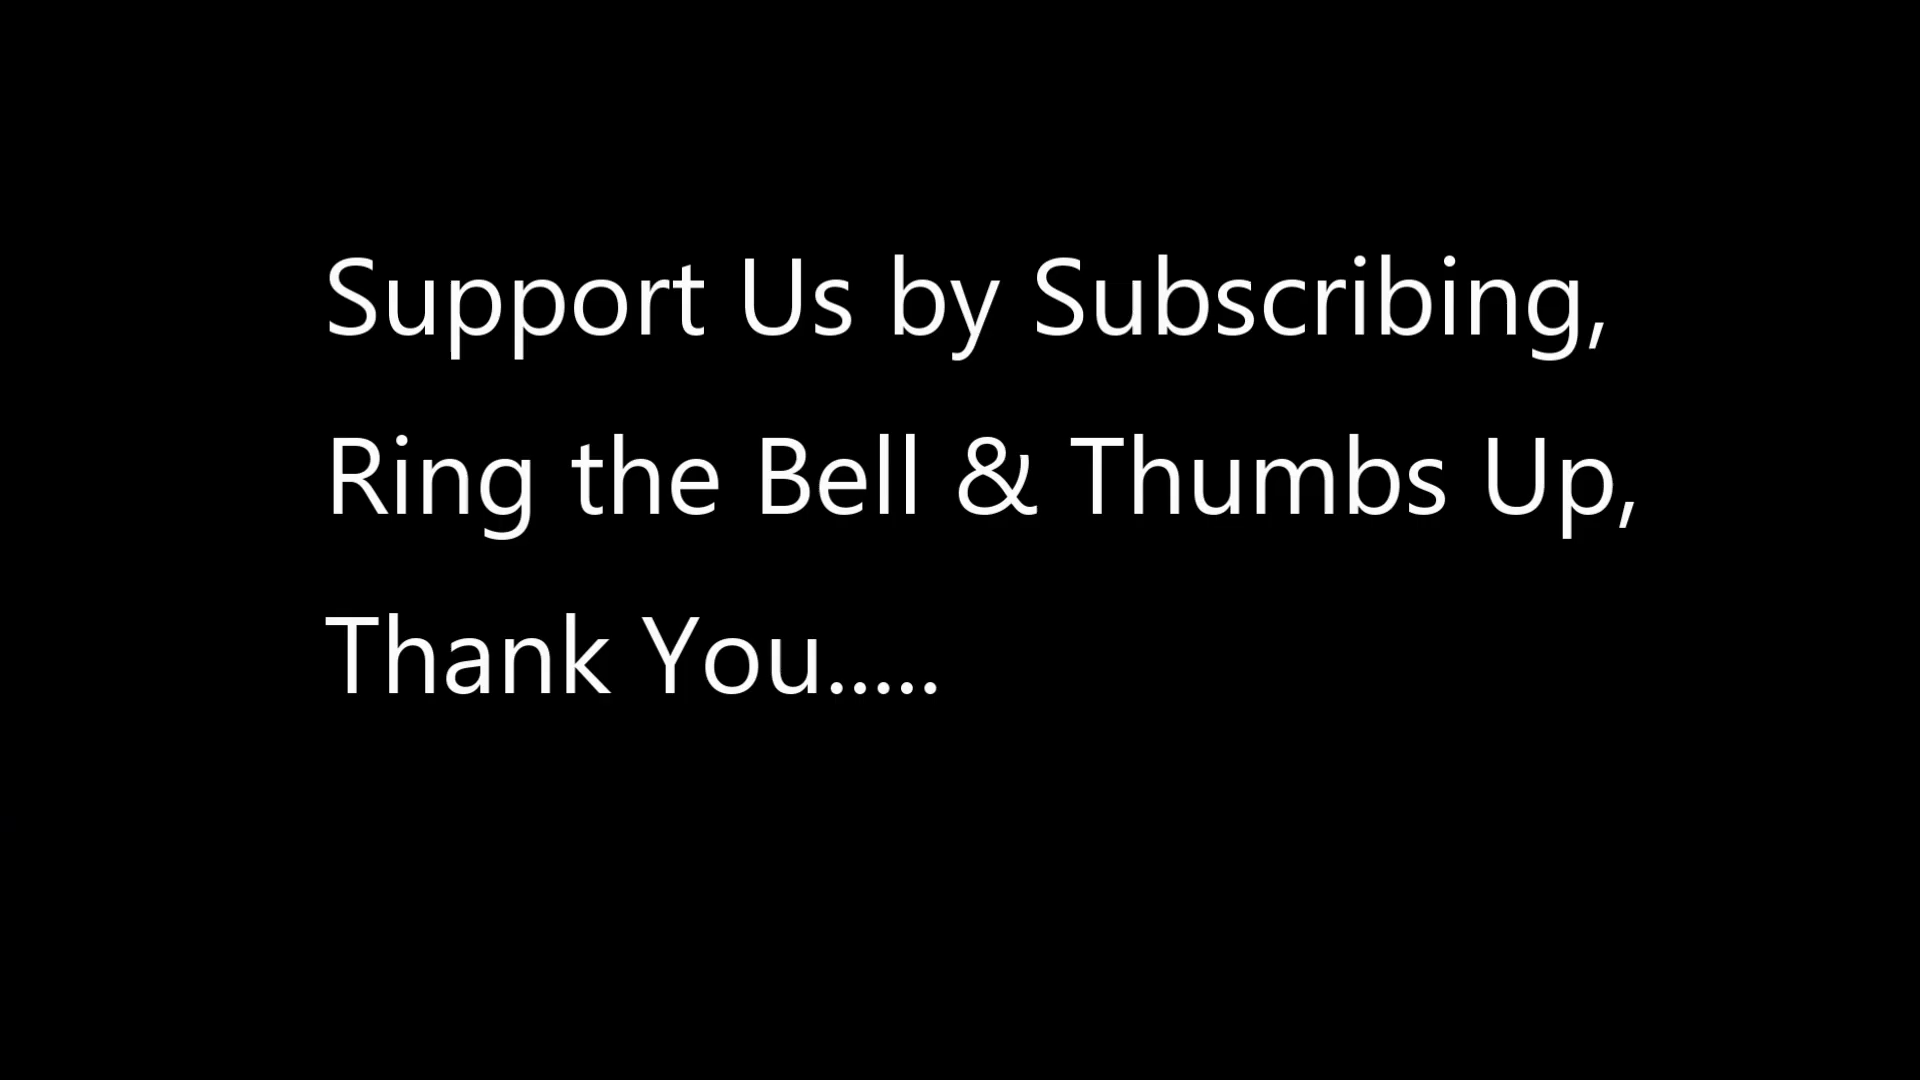 Support Us by Subscribing,
Ring the Bell & Thumbs Up,
Thank You.....